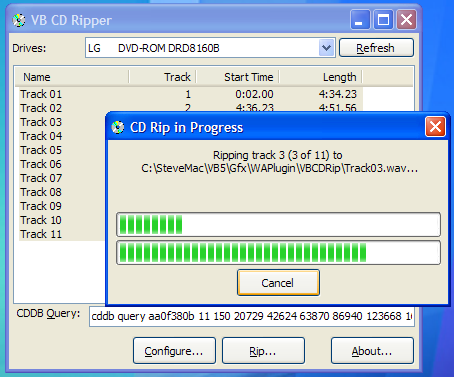 VB CD Ripper
Drives: LG DVD-ROM DRD8160B Refresh
Name Track Start Time Length
Track 01 1 0:02.00 4:34.23
Track 02 2 4:36.23 4:51.56
Track 03
Track 04
Track 05
Track 06
Track 07
Track 08
Track 09
Track 10
Track 11
CD Rip in Progress
Ripping track 3 (3 of 11) to
C:\SteveMac\VB5\Gfx\WAPlugin\VBCDRip\Track03.wav...
Cancel
CDDB Query: cddb query aa0f380b 11 150 20729 42624 63870 86940 123668
Configure... Rip... About...